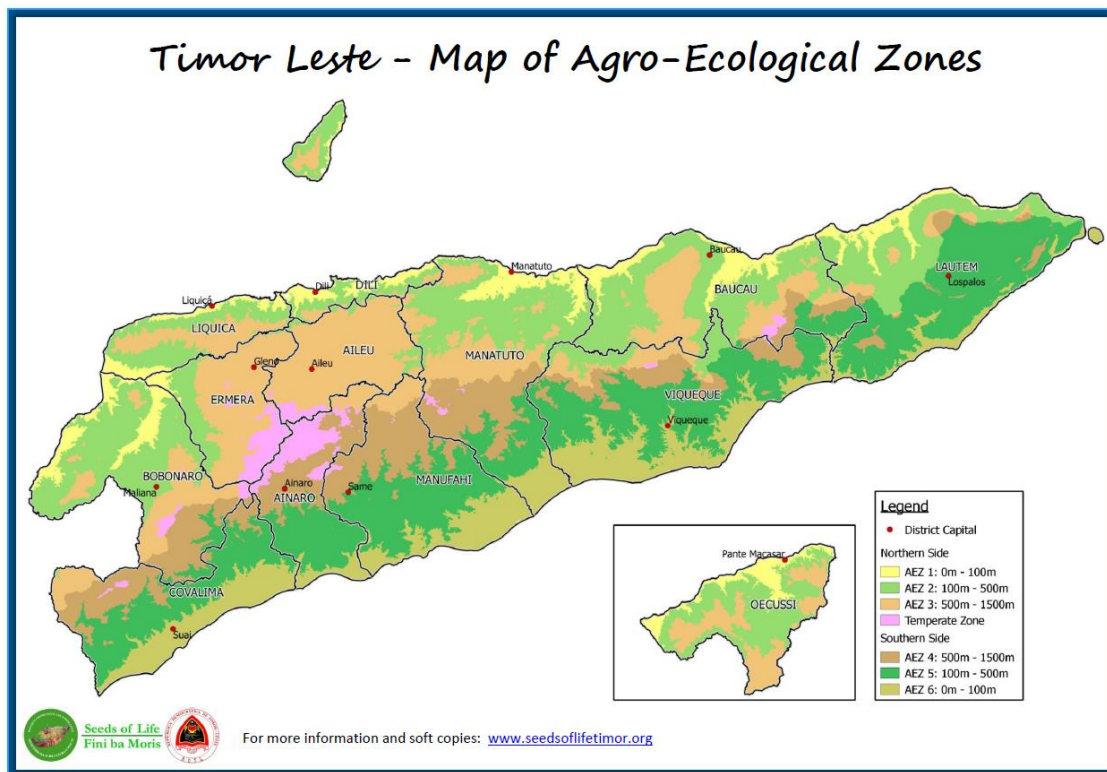 Timor Leste - Map of Agro-Ecological Zones
Baucau
Manatuto
LAUTEM
Lospalos
Dili
DILI
BAUCAU
Liquiçá
LIQUICA
AILEU
MANATUTO
Gleno
Aileu
ERMERA
VIQUEQUE
Viqueque
BOBONARO
MANUFAHI
Maliana
Ainaro
Same
AINARO
COVALIMA
Suai
Pante Macasar
OECUSSI
Legend
District Capital
Northern Side
AEZ 1: 0m - 100m
AEZ 2: 100m - 500m
AEZ 3: 500m - 1500m
Temperate Zone
Southern Side
AEZ 4: 500m - 1500m
AEZ 5: 100m - 500m
AEZ 6: 0m - 100m
Seeds of Life
Fini ba Moris
For more information and soft copies: www.seedsoflifetimor.org